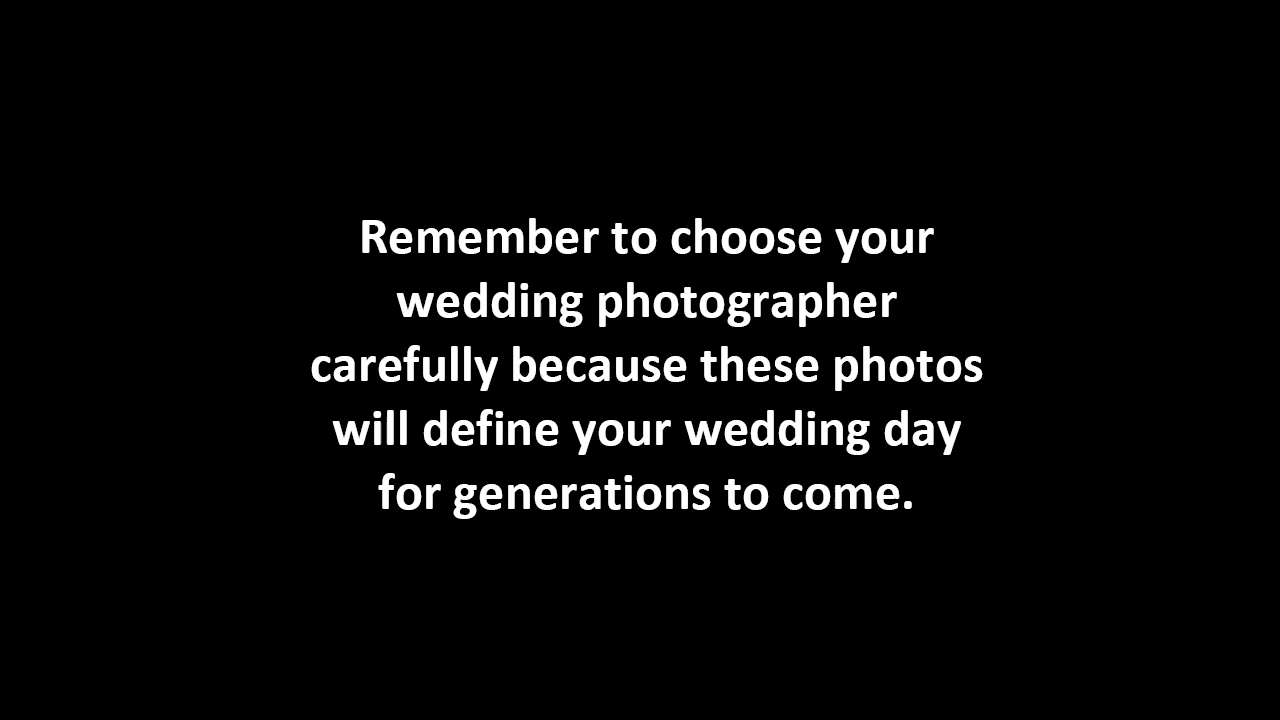 Remember to choose your
wedding photographer
carefully because these photos
will define your wedding day
for generations to come.